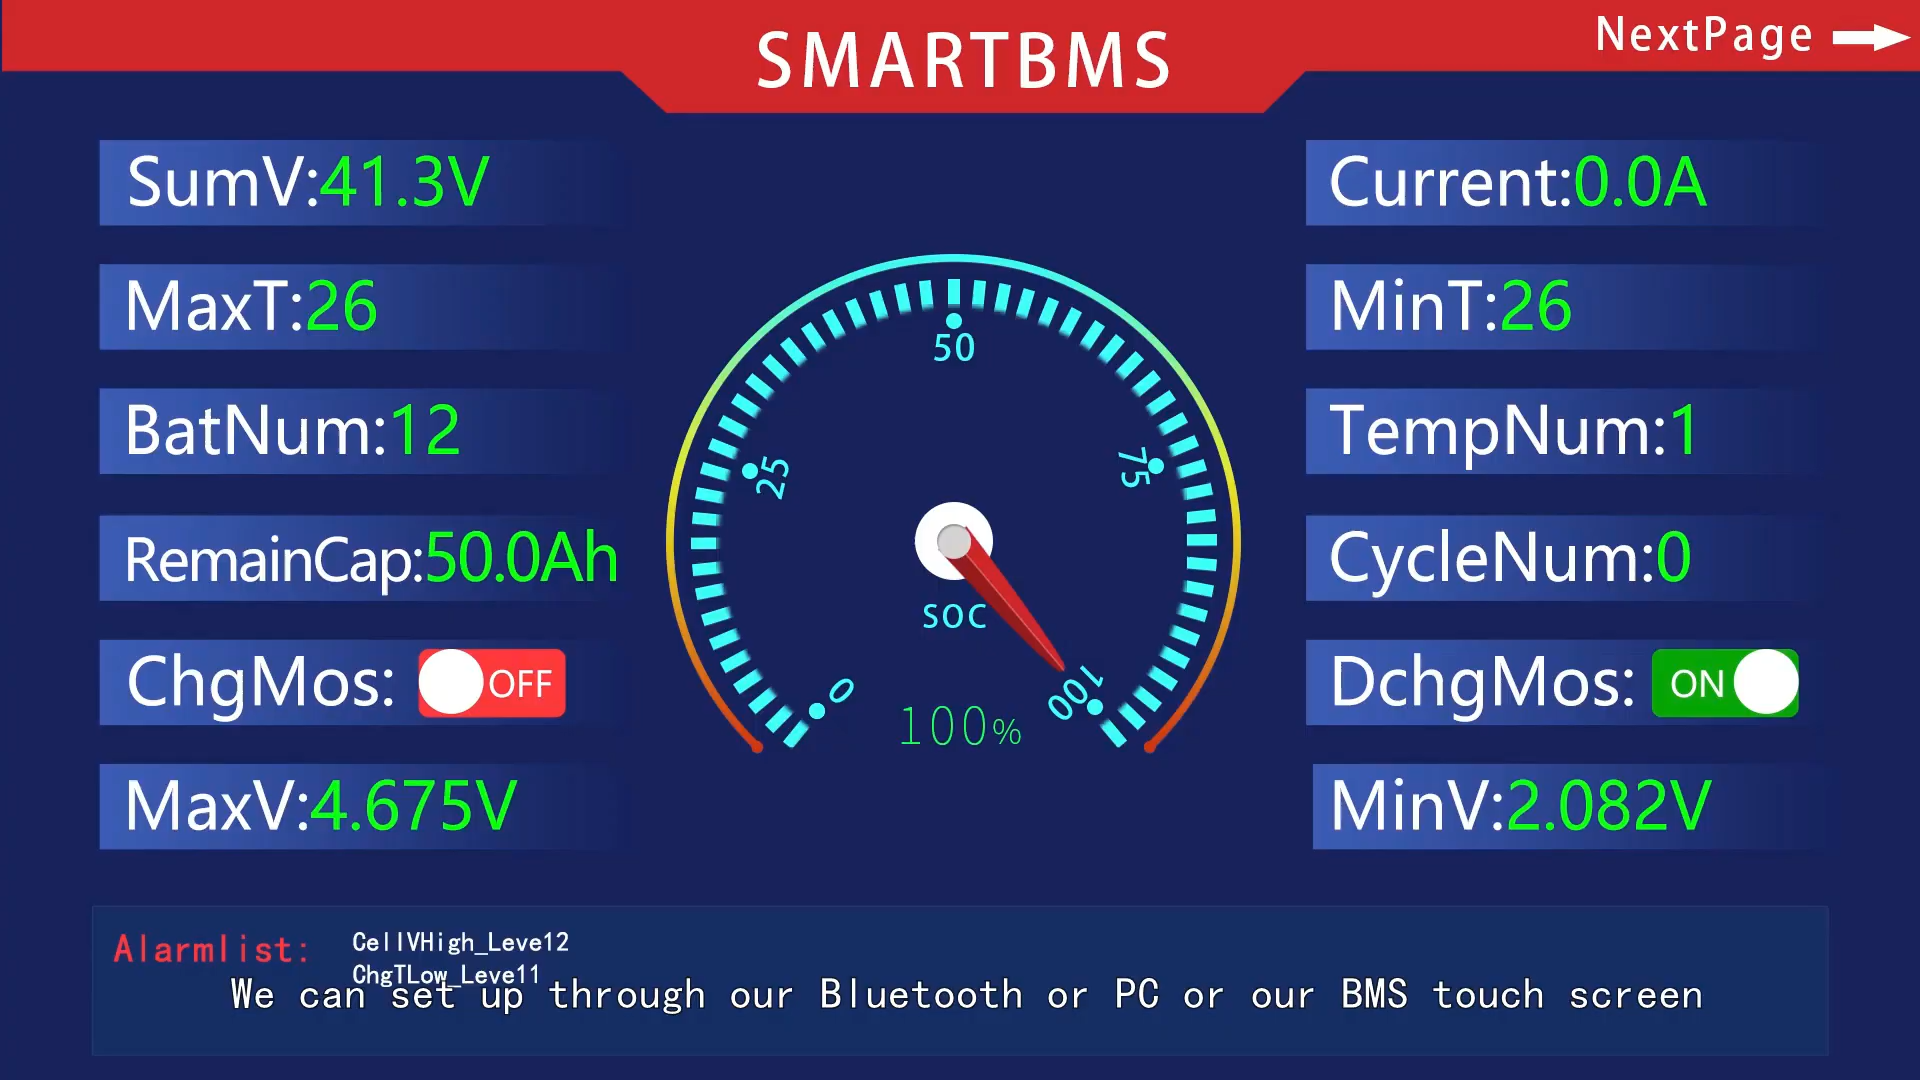 SMARTBMS
NextPage
SumV:41.3V
Current:0.0A
MaxT:26
MinT:26
BatNum:12
TempNum:1
RemainCap:50.0Ah
CycleNum:0
ChgMos: OFF
DchgMos: ON
MaxV:4.675V
MinV:2.082V
0
25
50
75
100
SOC
100%
Alarmlist:
CellVHigh_Level2
ChgTLow_Level1
We can set up through our Bluetooth or PC or our BMS touch screen